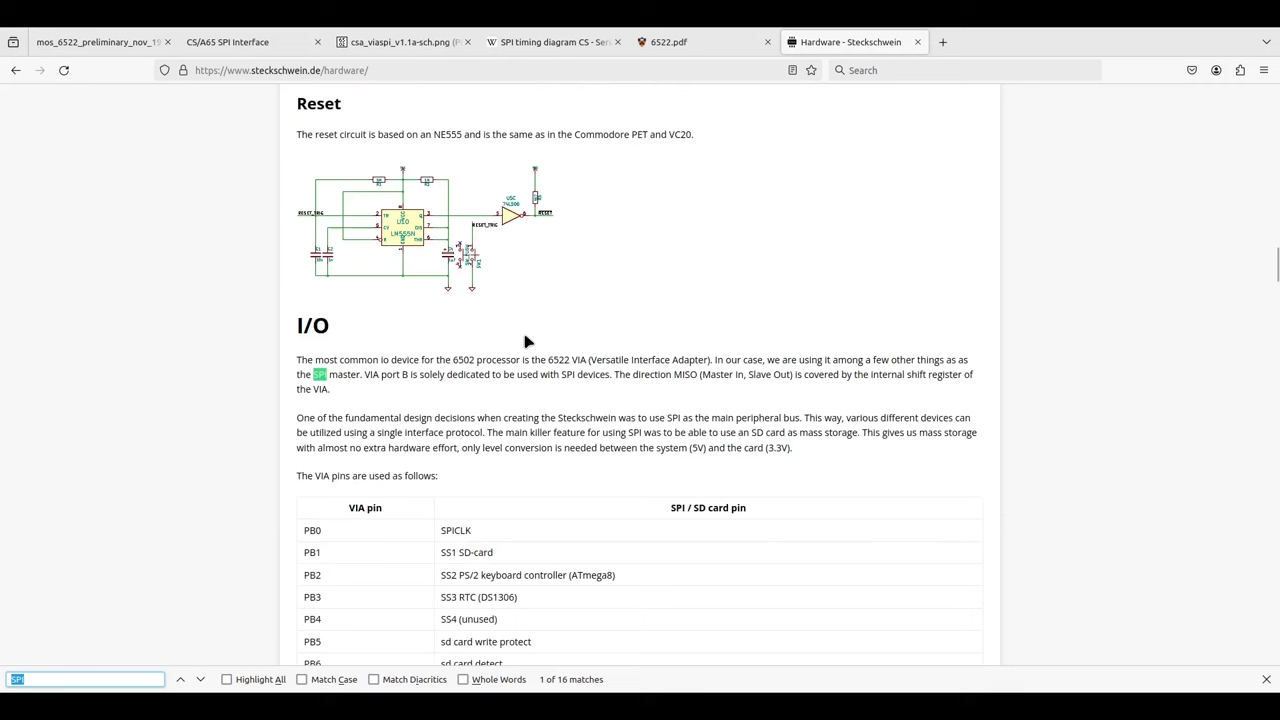 mos_6522_preliminary_nov_19
CS/A65 SPI Interface
csa_viaspi_v1.1a-sch.png (P
SPI timing diagram CS - Seri
6522.pdf
Hardware - Steckschwein
https://www.steckschwein.de/hardware/
Search
Reset
The reset circuit is based on an NE555 and is the same as in the Commodore PET and VC20.
RESET_TRIG
U10
LM555N
RESET_TRIG
U5C
RESET
I/O
The most common io device for the 6502 processor is the 6522 VIA (Versatile Interface Adapter). In our case, we are using it among a few other things as as
the SPI master. VIA port B is solely dedicated to be used with SPI devices. The direction MISO (Master in, Slave Out) is covered by the internal shift register of
the VIA.
One of the fundamental design decisions when creating the Steckschwein was to use SPI as the main peripheral bus. This way, various different devices can
be utilized using a single interface protocol. The main killer feature for using SPI was to be able to use an SD card as mass storage. This gives us mass storage
with almost no extra hardware effort, only level conversion is needed between the system (5V) and the card (3.3V).
The VIA pins are used as follows:
VIA pin SPI / SD card pin
PB0 SPICLK
PB1 SS1 SD-card
PB2 SS2 PS/2 keyboard controller (ATmega8)
PB3 SS3 RTC (DS1306)
PB4 SS4 (unused)
PB5 sd card write protect
PB6 sd card detect
SPI Highlight All Match Case Match Diacritics Whole Words 1 of 16 matches